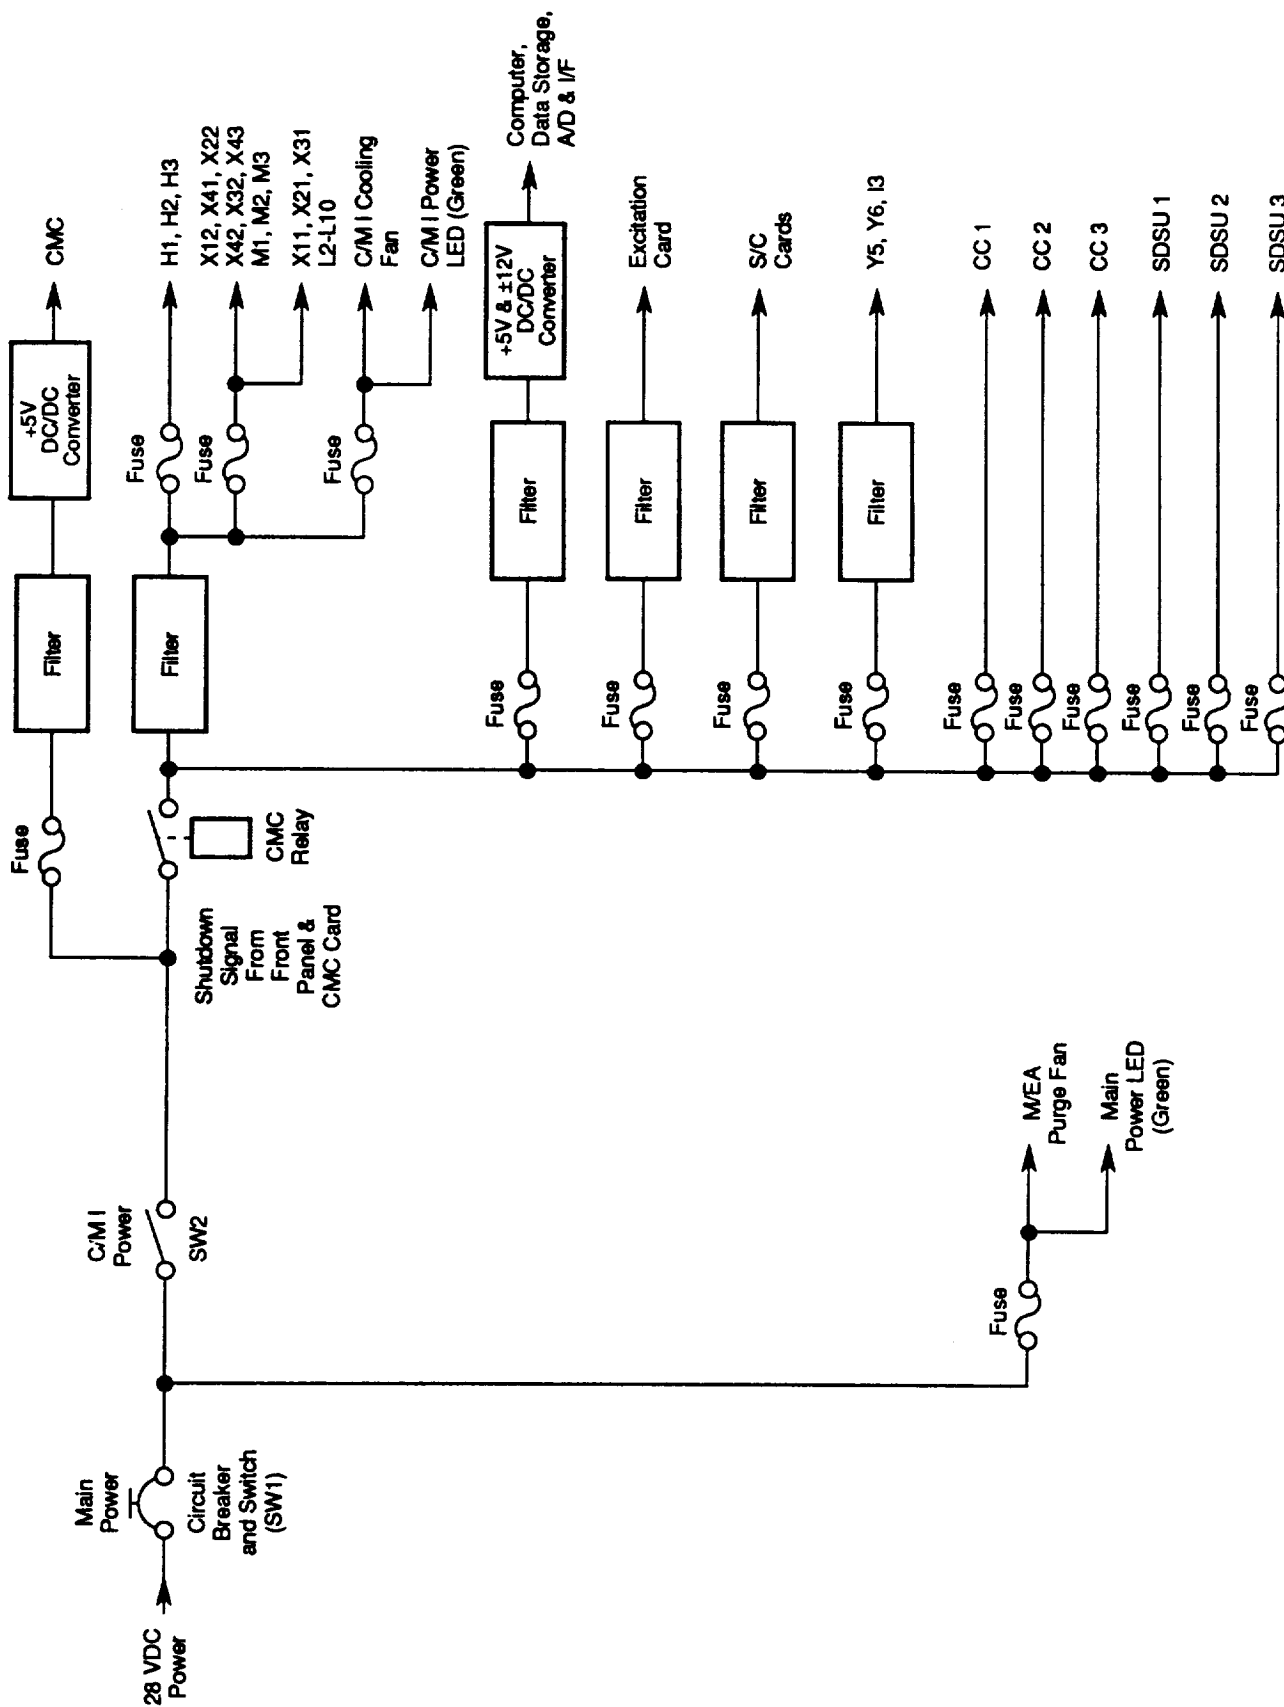 28 VDC
Power
Main
Power
Circuit
Breaker
and Switch
(SW1)
C/M I
Power
SW2
Fuse
M/EA
Purge Fan
Main
Power LED
(Green)
Shutdown
Signal
From
Front
Panel &
CMC Card
CMC
Relay
Fuse
Filter
+5V
DC/DC
Converter
CMC
Filter
Fuse
H1, H2, H3
Fuse
X12, X41, X22
X42, X32, X43
M1, M2, M3
X11, X21, X31
L2-L10
Fuse
C/M I Cooling
Fan
C/M I Power
LED (Green)
Fuse
Filter
+5V & ±12V
DC/DC
Converter
Computer,
Data Storage,
A/D & I/F
Fuse
Filter
Excitation
Card
Fuse
Filter
S/C
Cards
Fuse
Filter
Y5, Y6, I3
Fuse
CC 1
Fuse
CC 2
Fuse
CC 3
Fuse
SDSU 1
Fuse
SDSU 2
Fuse
SDSU 3